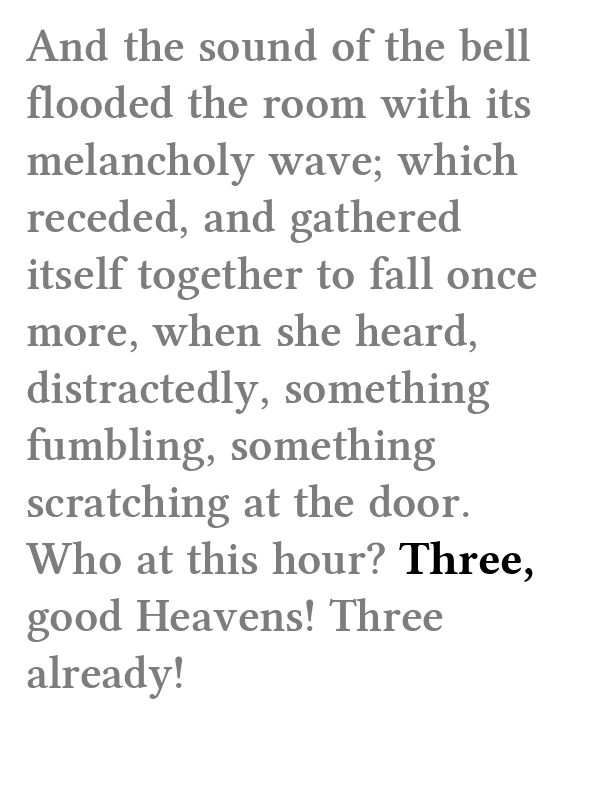 And the sound of the bell
flooded the room with its
melancholy wave; which
receded, and gathered
itself together to fall once
more, when she heard,
distractedly, something
fumbling, something
scratching at the door.
Who at this hour? Three,
good Heavens! Three
already!